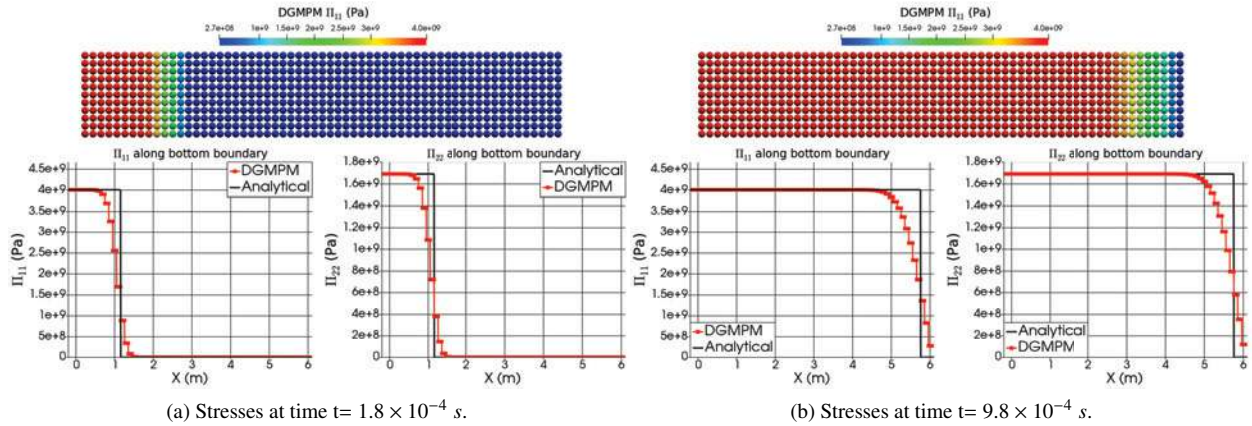 DGMPM Π₁₁ (Pa)
2.7e+08 1e+9 1.5e+9 2e+9 3e+9 4.0e+09
Π₁₁ along bottom boundary
4.5e+9
4e+9
3.5e+9
3e+9
2.5e+9
2e+9
1.5e+9
1e+9
5e+8
0
Π₁₁ (Pa)
DGMPM
Analytical
0 1 2 3 4 5 6
X (m)
Π₂₂ along bottom boundary
1.8e+9
1.6e+9
1.4e+9
1.2e+9
1e+9
8e+8
6e+8
4e+8
2e+8
0
Π₂₂ (Pa)
Analytical
DGMPM
0 1 2 3 4 5 6
X (m)
(a) Stresses at time t= 1.8 × 10⁻⁴ s.
DGMPM Π₁₁ (Pa)
2.7e+08 1e+9 1.5e+9 2e+9 3e+9 4.0e+09
Π₁₁ along bottom boundary
4.5e+9
4e+9
3.5e+9
3e+9
2.5e+9
2e+9
1.5e+9
1e+9
5e+8
0
Π₁₁ (Pa)
DGMPM
Analytical
0 1 2 3 4 5 6
X (m)
Π₂₂ along bottom boundary
1.8e+9
1.6e+9
1.4e+9
1.2e+9
1e+9
8e+8
6e+8
4e+8
2e+8
0
Π₂₂ (Pa)
Analytical
DGMPM
0 1 2 3 4 5 6
X (m)
(b) Stresses at time t= 9.8 × 10⁻⁴ s.